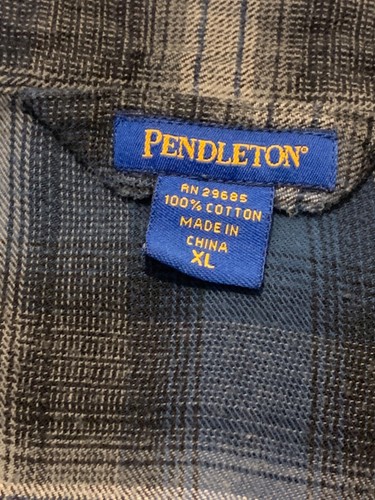 PENDLETON®
RN 29685
100% COTTON
MADE IN
CHINA
XL